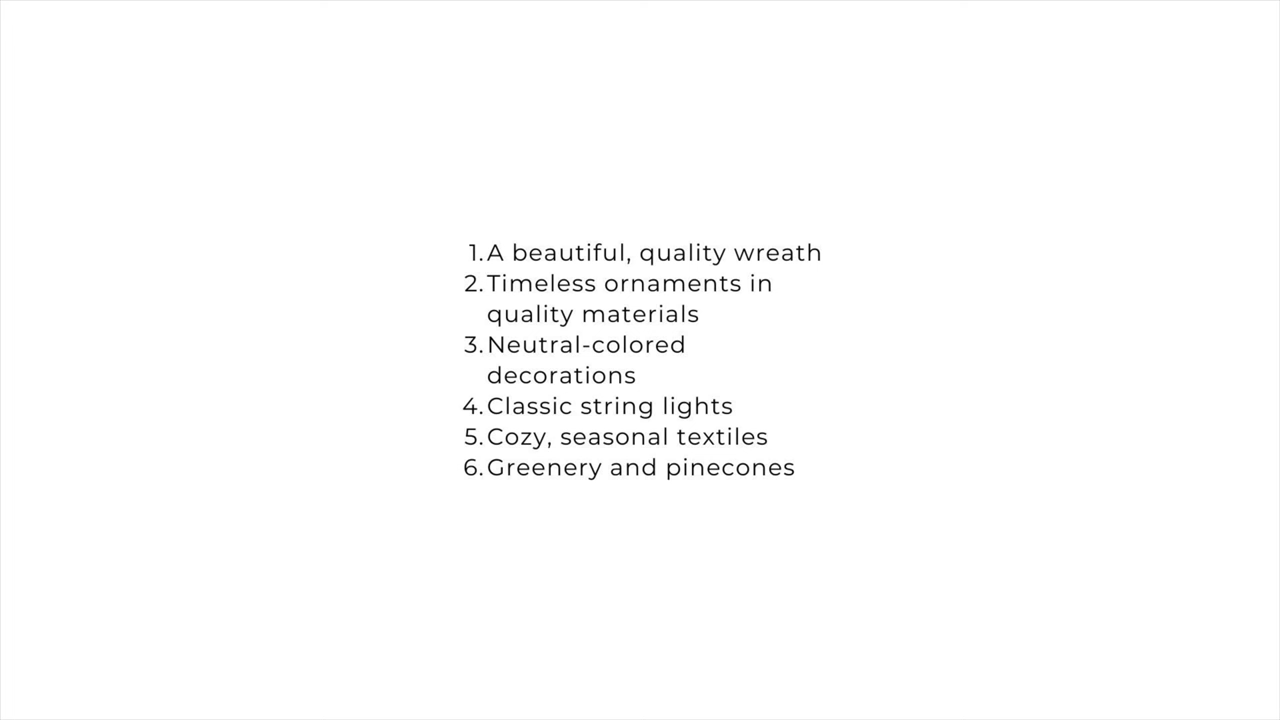 1. A beautiful, quality wreath
2. Timeless ornaments in
quality materials
3. Neutral-colored
decorations
4. Classic string lights
5. Cozy, seasonal textiles
6. Greenery and pinecones